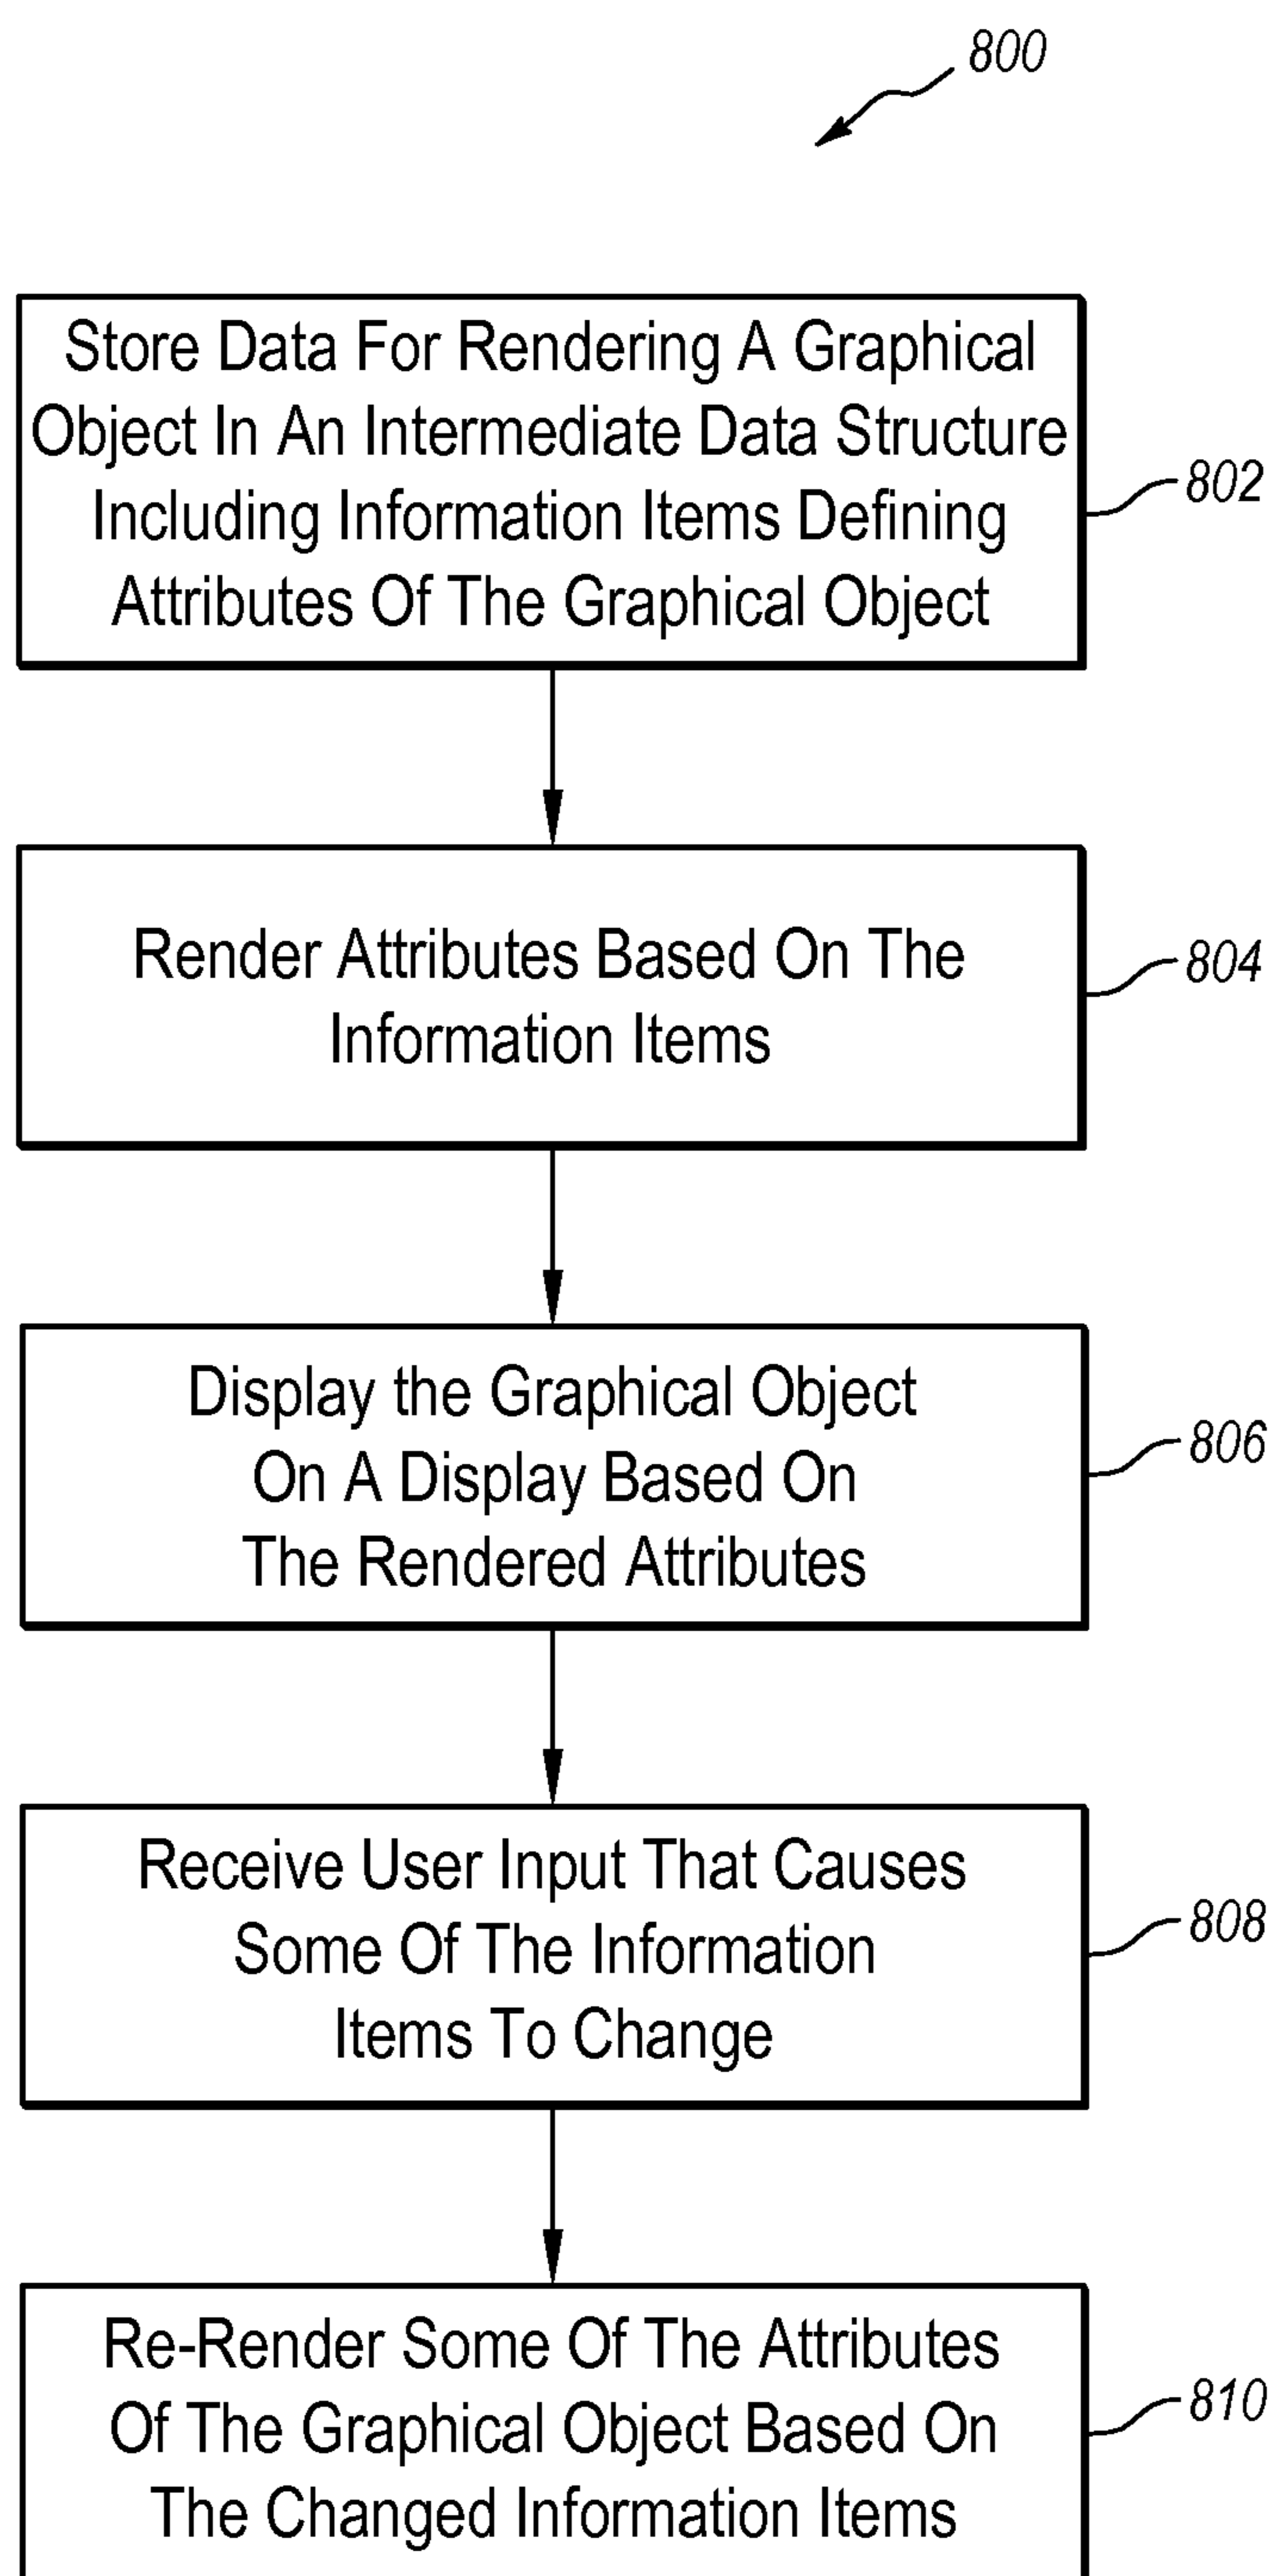 800
Store Data For Rendering A Graphical
Object In An Intermediate Data Structure
Including Information Items Defining
Attributes Of The Graphical Object
802
Render Attributes Based On The
Information Items
804
Display the Graphical Object
On A Display Based On
The Rendered Attributes
806
Receive User Input That Causes
Some Of The Information
Items To Change
808
Re-Render Some Of The Attributes
Of The Graphical Object Based On
The Changed Information Items
810